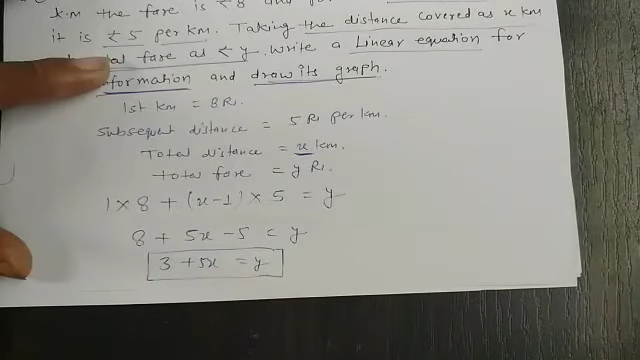 k.m the fare is ₹8 and for
it is ₹5 per km. Taking the distance covered as x km
fare as ₹ y. Write a Linear equation for
information and draw its graph.
1st km = 8 Rs.
Subsequent distance = 5 Rs per km.
Total distance = x km.
total fare = y Rs.
1 × 8 + (x-1) × 5 = y
8 + 5x - 5 = y
3 + 5x = y